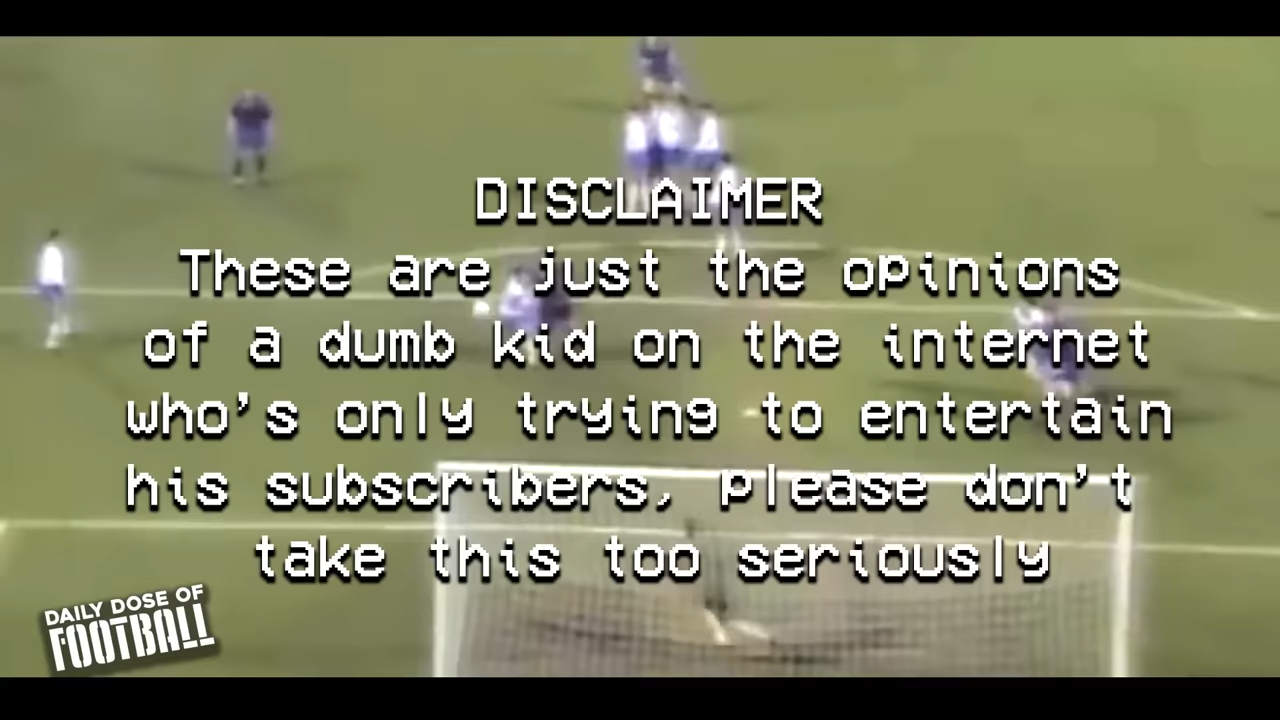 DISCLAIMER
These are just the opinions
of a dumb kid on the internet
who's only trying to entertain
his subscribers, please don't
take this too seriously
DAILY DOSE OF
FOOTBALL